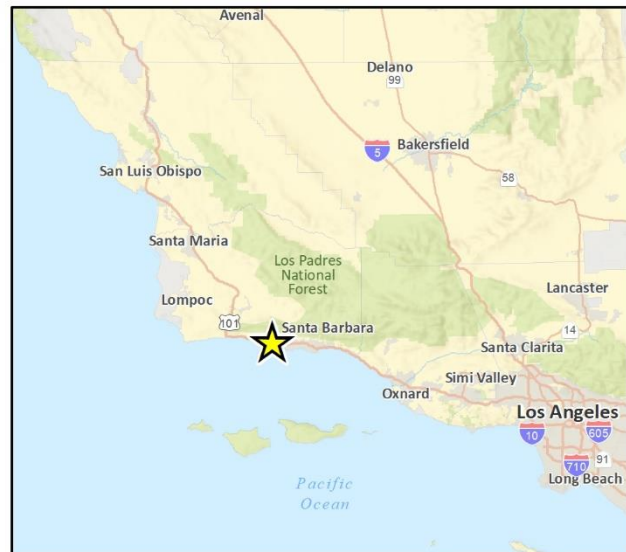 Avenal
Delano
99
5
Bakersfield
58
San Luis Obispo
Santa Maria
Los Padres
National
Forest
Lompoc
Lancaster
101
Santa Barbara
14
Santa Clarita
Simi Valley
Oxnard
Los Angeles
10
605
91
710
Long Beach
Pacific
Ocean